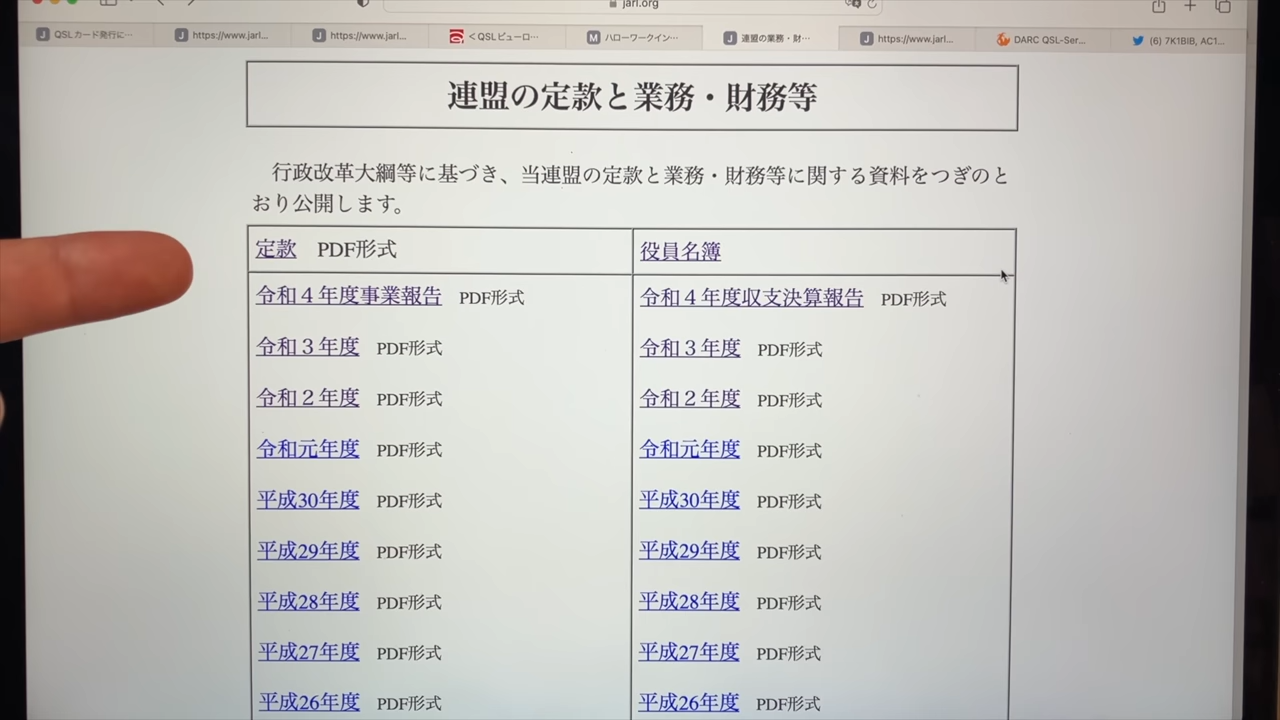 jarl.org
QSLカード発行に…
https://www.jarl...
https://www.jarl...
＜QSLビューロ…
ハローワークイン…
連盟の業務・財…
https://www.jarl...
DARC QSL-Ser...
(6) 7K1BIB, AC1...
連盟の定款と業務・財務等
行政改革大綱等に基づき、当連盟の定款と業務・財務等に関する資料をつぎのと
おり公開します。
定款 PDF形式 役員名簿
令和４年度事業報告 PDF形式 令和４年度収支決算報告 PDF形式
令和３年度 PDF形式 令和３年度 PDF形式
令和２年度 PDF形式 令和２年度 PDF形式
令和元年度 PDF形式 令和元年度 PDF形式
平成30年度 PDF形式 平成30年度 PDF形式
平成29年度 PDF形式 平成29年度 PDF形式
平成28年度 PDF形式 平成28年度 PDF形式
平成27年度 PDF形式 平成27年度 PDF形式
平成26年度 PDF形式 平成26年度 PDF形式